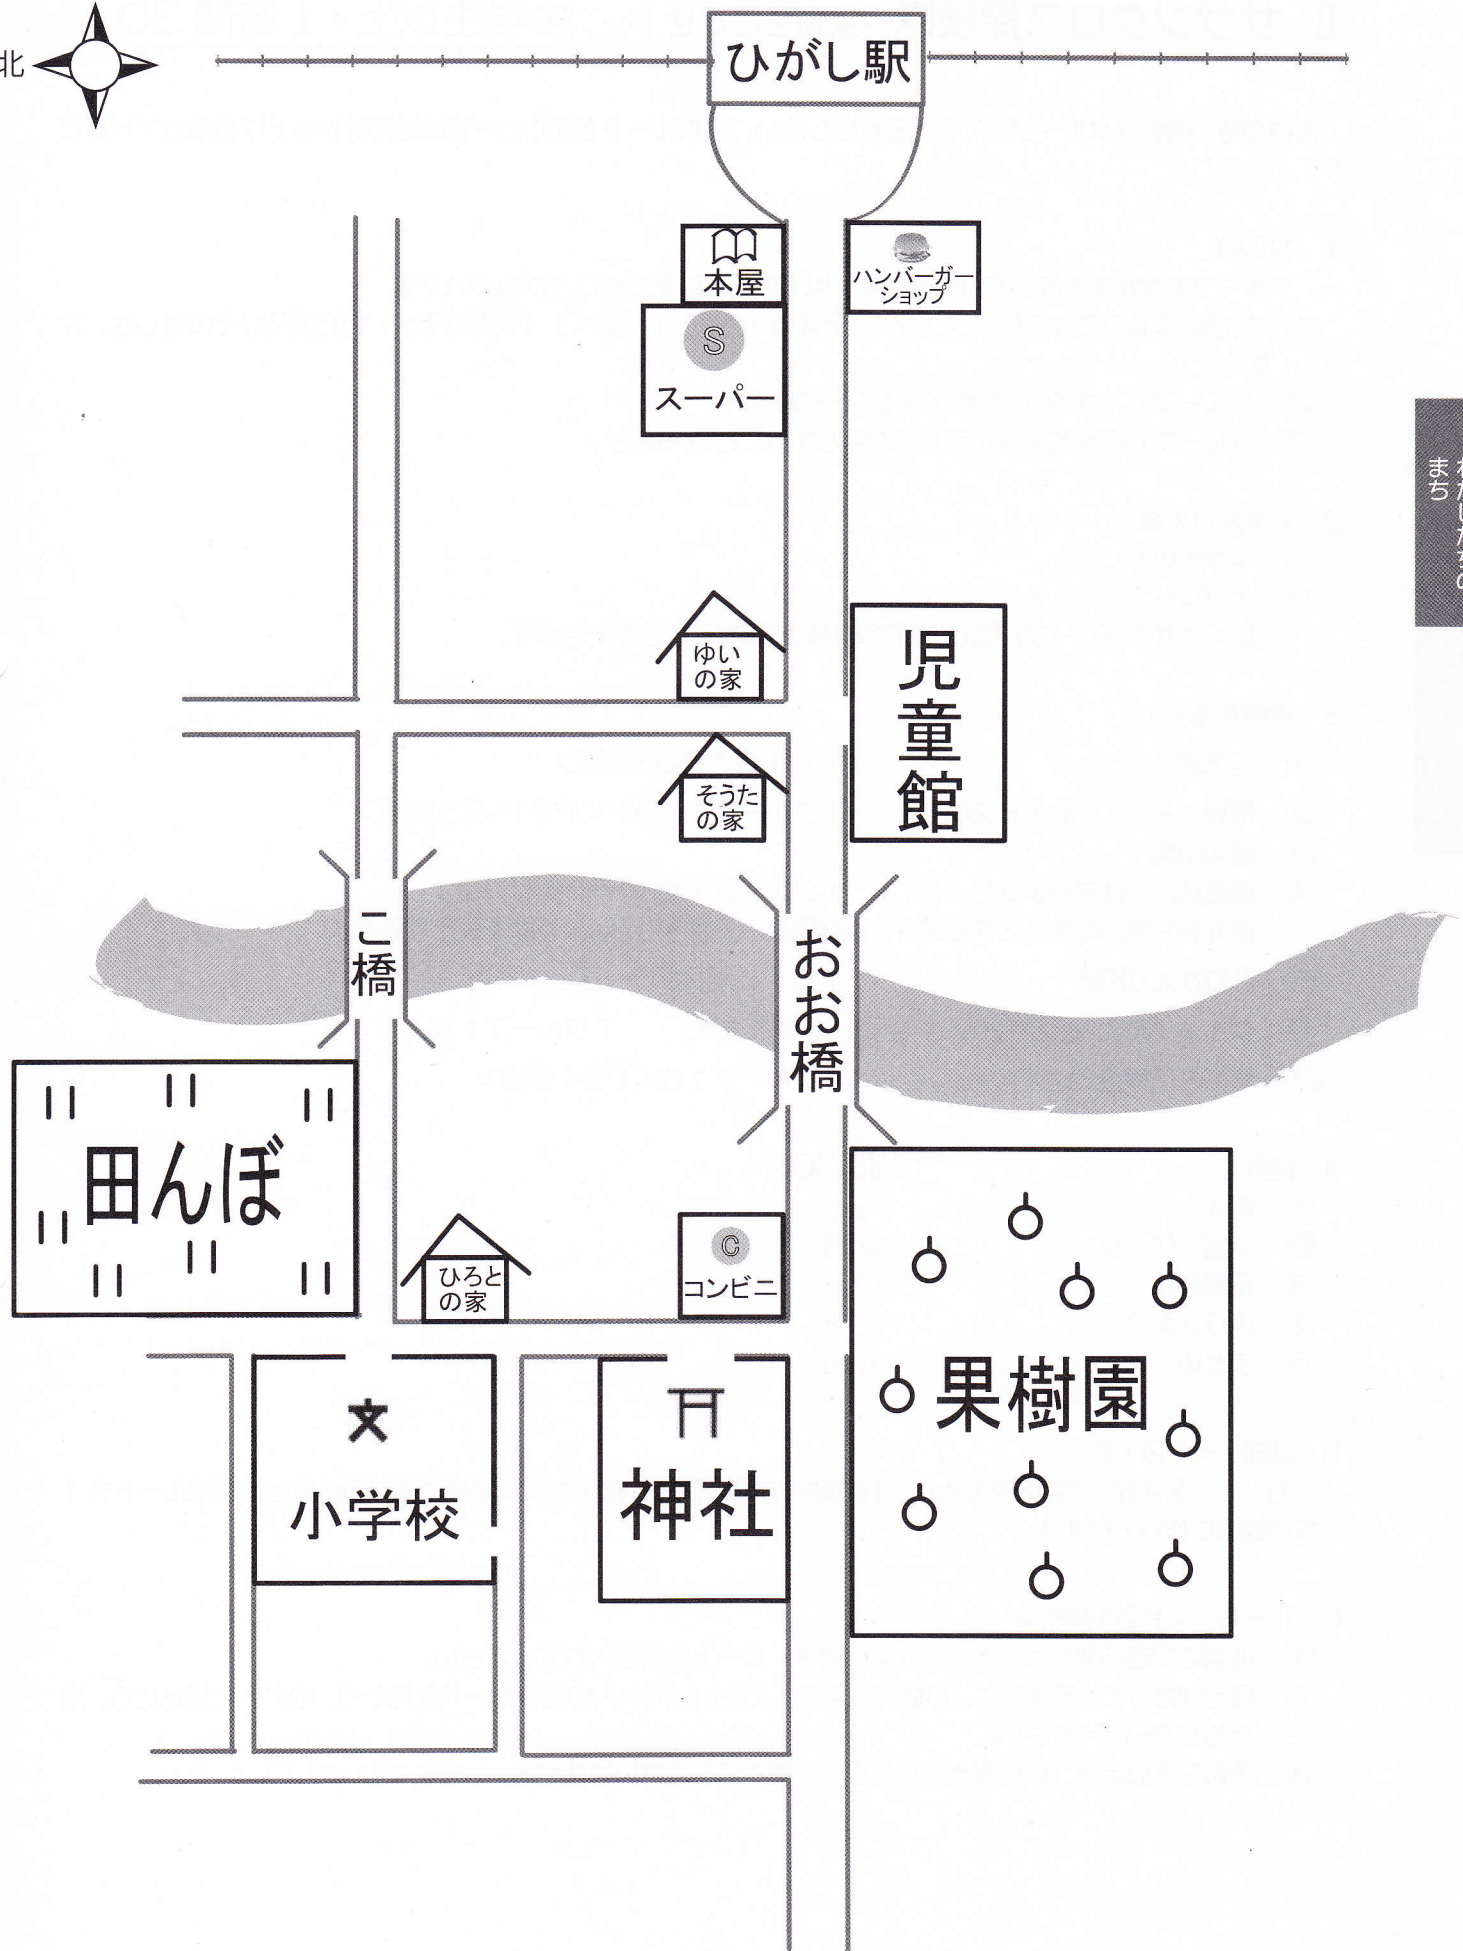 北
ひがし駅
本屋
ハンバーガー
ショップ
S
スーパー
まち
ゆい
の家
児童館
そうた
の家
こ橋
おお橋
田んぼ
ひろと
の家
C
コンビニ
果樹園
文
小学校
神社